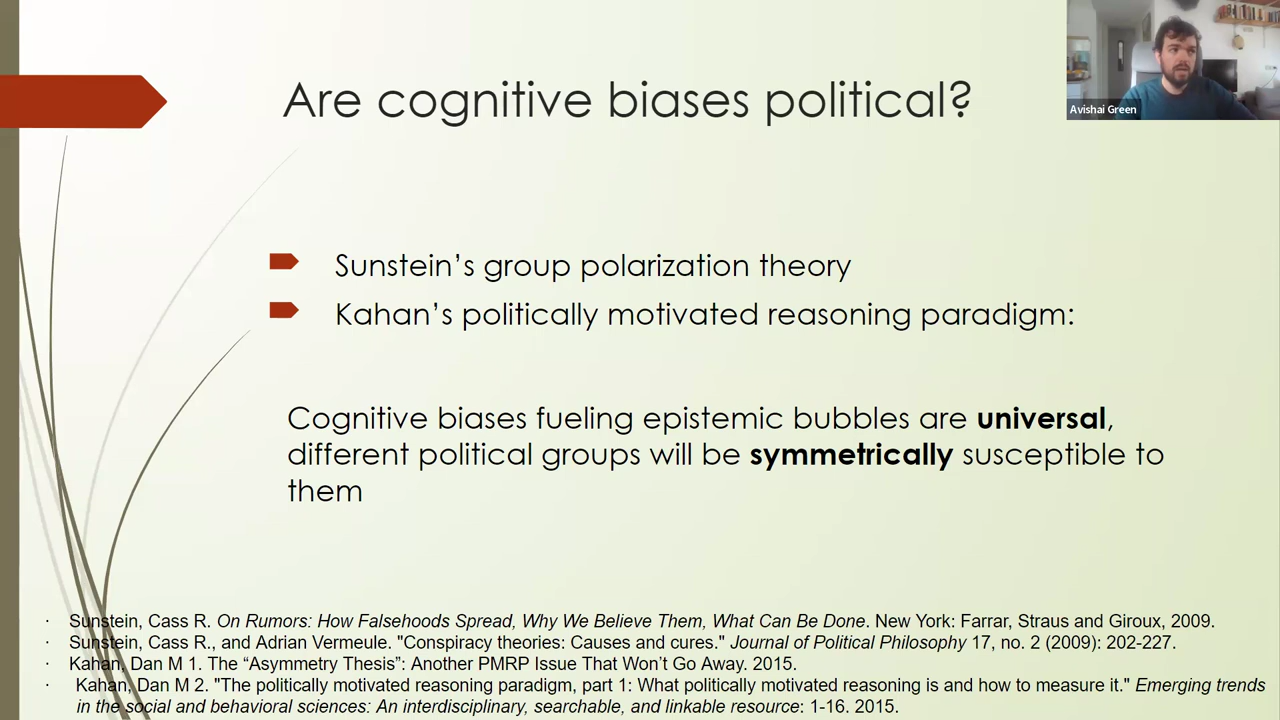 Are cognitive biases political?
Avishai Green
Sunstein’s group polarization theory
Kahan’s politically motivated reasoning paradigm:
Cognitive biases fueling epistemic bubbles are universal,
different political groups will be symmetrically susceptible to
them
· Sunstein, Cass R. On Rumors: How Falsehoods Spread, Why We Believe Them, What Can Be Done. New York: Farrar, Straus and Giroux, 2009.
· Sunstein, Cass R., and Adrian Vermeule. "Conspiracy theories: Causes and cures." Journal of Political Philosophy 17, no. 2 (2009): 202-227.
· Kahan, Dan M 1. The “Asymmetry Thesis”: Another PMRP Issue That Won’t Go Away. 2015.
· Kahan, Dan M 2. "The politically motivated reasoning paradigm, part 1: What politically motivated reasoning is and how to measure it." Emerging trends
in the social and behavioral sciences: An interdisciplinary, searchable, and linkable resource: 1-16. 2015.